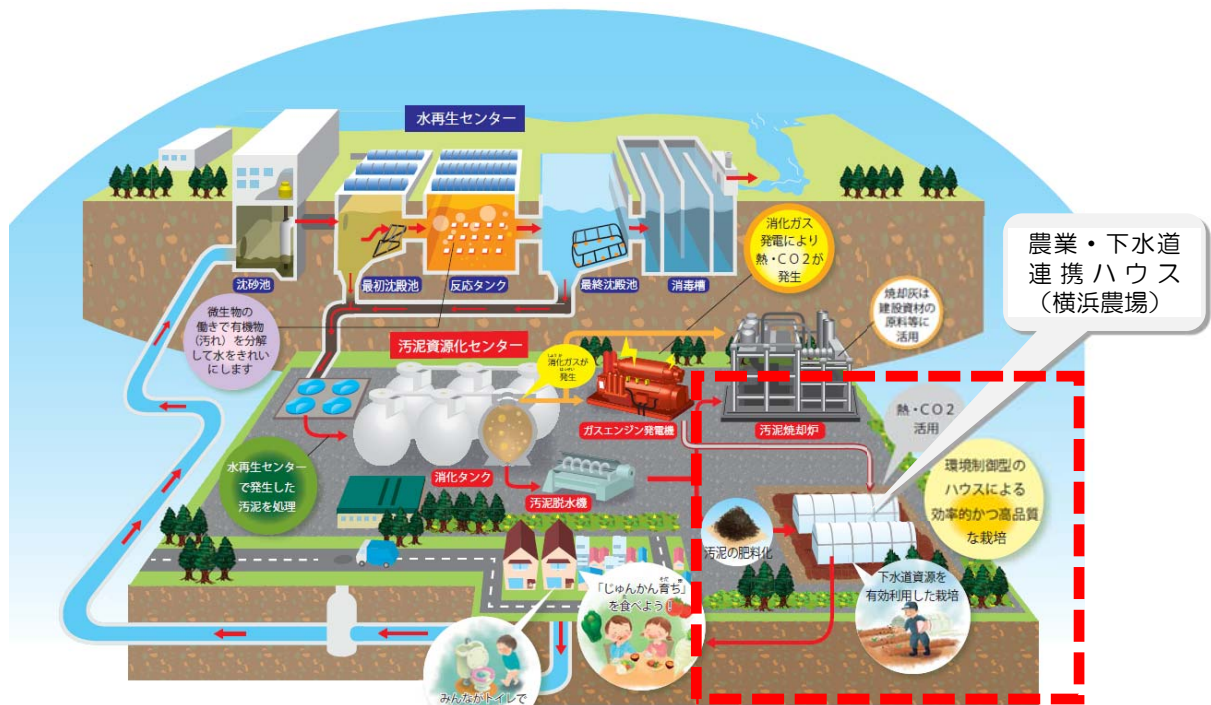 水再生センター
農業・下水道
連携ハウス
（横浜農場）
消化ガス
発電により
熱・CO2が
発生
沈砂池
最初沈殿池
反応タンク
最終沈殿池
消毒槽
焼却灰は
建設資材の
原料等に
活用
微生物の
働きで有機物
（汚れ）を分解
して水をきれい
にします
汚泥資源化センター
消化ガスが
発生
ガスエンジン発電機
汚泥焼却炉
熱・CO2
活用
水再生センター
で発生した
汚泥を処理
消化タンク
汚泥脱水機
環境制御型の
ハウスによる
効率的かつ高品質
な栽培
汚泥の肥料化
下水道資源を
有効利用した栽培
「じゅんかん育ち」
を食べよう！
みんながトイレで